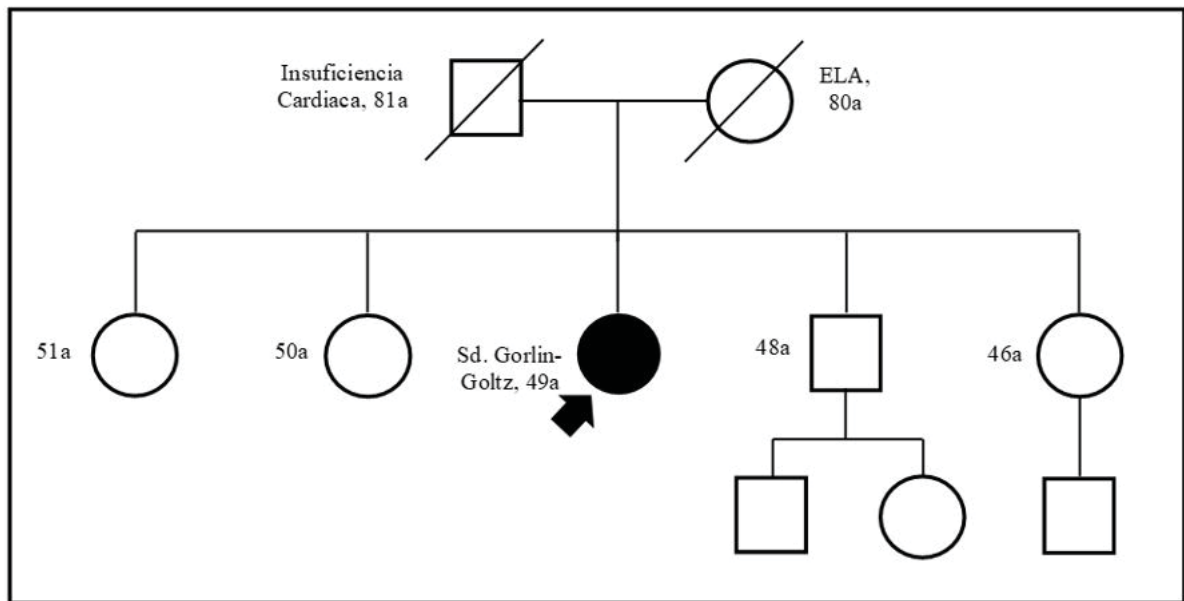 Insuficiencia
Cardiaca, 81a
ELA,
80a
51a
50a
Sd. Gorlin-
Goltz, 49a
48a
46a